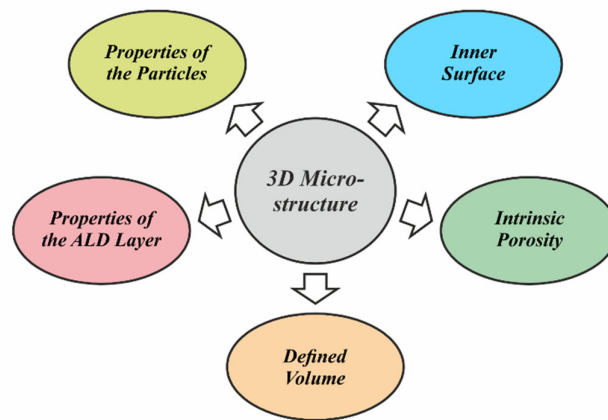 Properties of
the Particles
Inner
Surface
3D Micro-
structure
Properties of
the ALD Layer
Intrinsic
Porosity
Defined
Volume